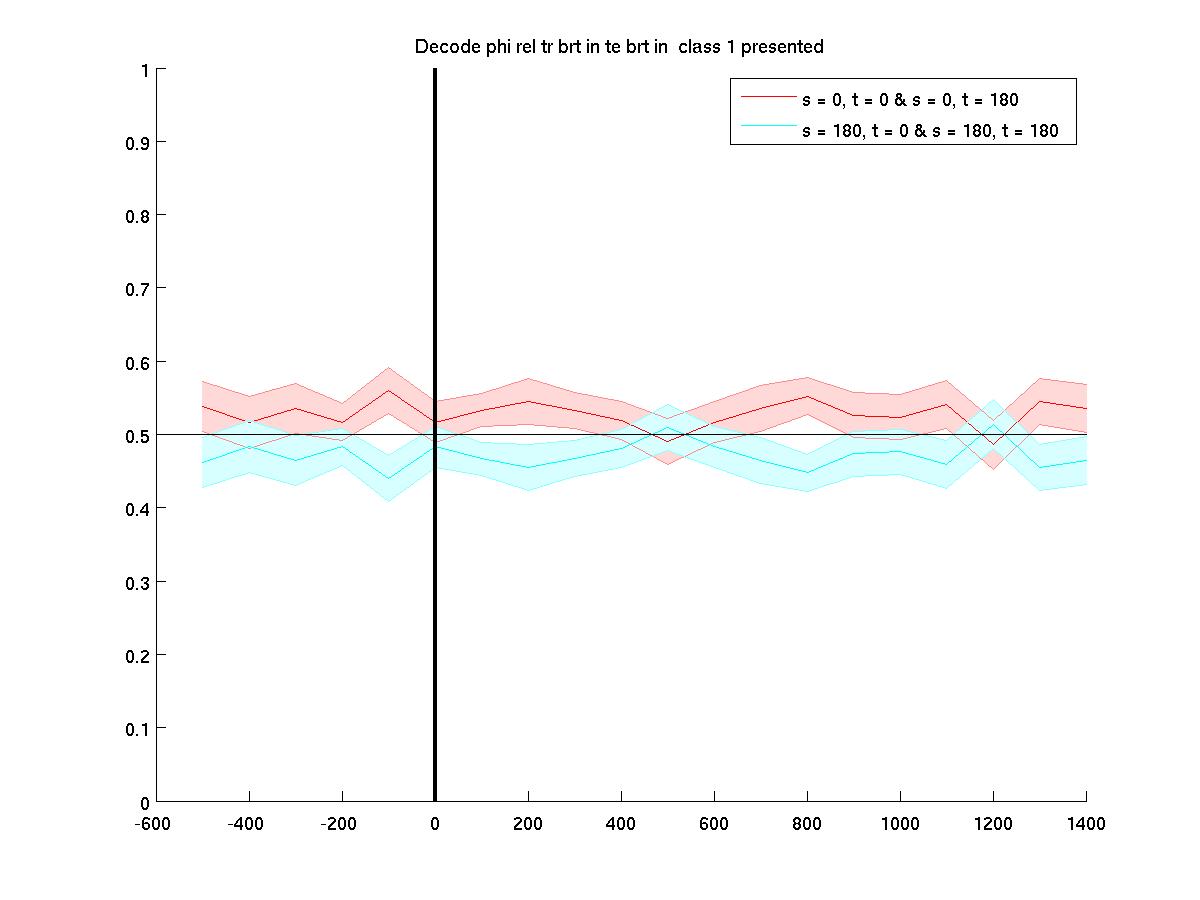 Decode phi rel tr brt in te brt in  class 1 presented
s = 0, t = 0 & s = 0, t = 180
s = 180, t = 0 & s = 180, t = 180
1
0.9
0.8
0.7
0.6
0.5
0.4
0.3
0.2
0.1
0
-600 -400 -200 0 200 400 600 800 1000 1200 1400